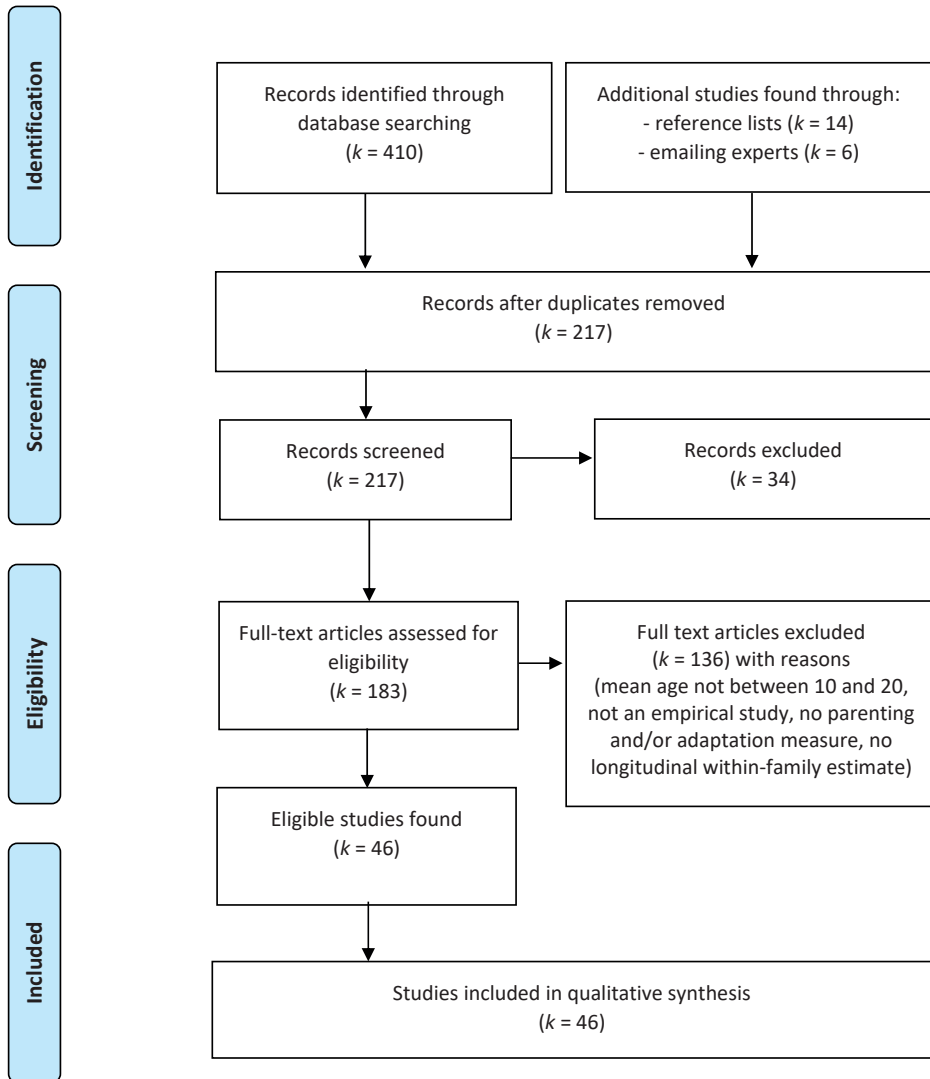 Identification
Records identified through
database searching
(k = 410)
Additional studies found through:
- reference lists (k = 14)
- emailing experts (k = 6)
Screening
Records after duplicates removed
(k = 217)
Records screened
(k = 217)
Records excluded
(k = 34)
Eligibility
Full-text articles assessed for
eligibility
(k = 183)
Full text articles excluded
(k = 136) with reasons
(mean age not between 10 and 20,
not an empirical study, no parenting
and/or adaptation measure, no
longitudinal within-family estimate)
Eligible studies found
(k = 46)
Included
Studies included in qualitative synthesis
(k = 46)